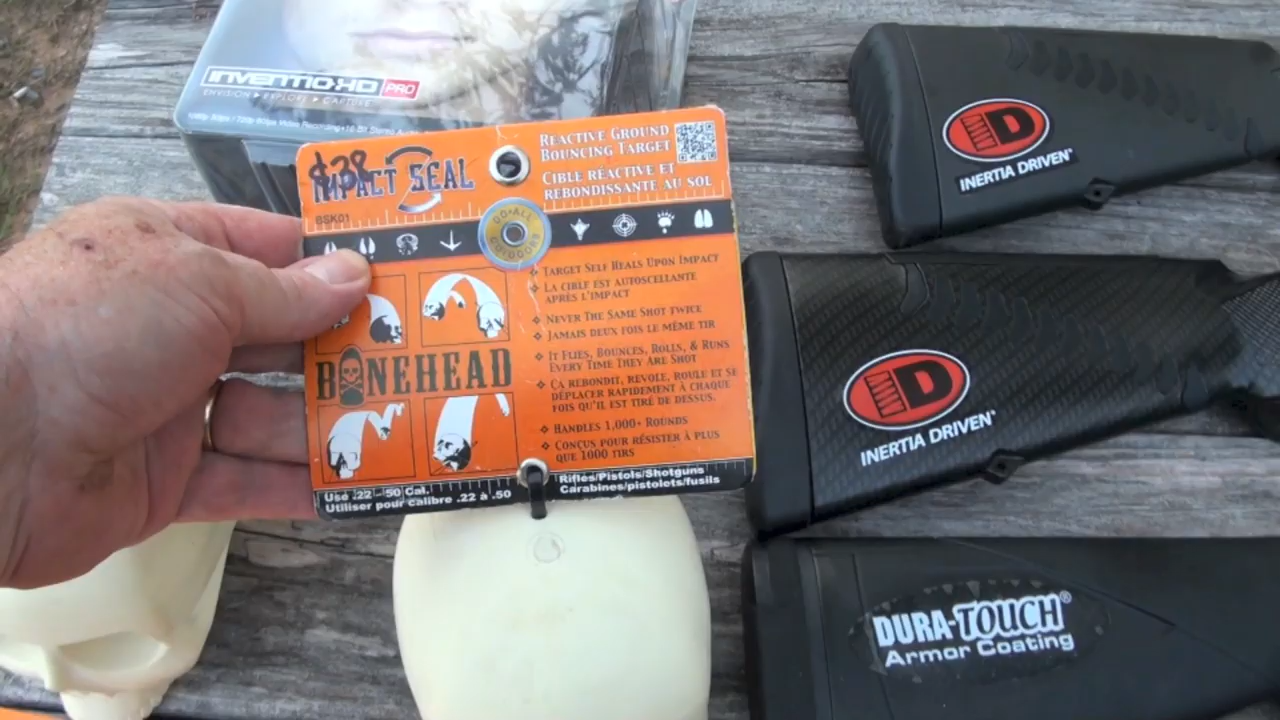 INVENTIO-HD PRO
ENVISION ▸ EXPLORE ▸ CAPTURE
#38
IMPACT SEAL
BSK01
REACTIVE GROUND
BOUNCING TARGET
CIBLE RÉACTIVE ET
REBONDISSANTE AU SOL
DO-ALL
OUTDOORS
TARGET SELF HEALS UPON IMPACT
LA CIBLE EST AUTOSCELLANTE
APRÈS L'IMPACT
NEVER THE SAME SHOT TWICE
JAMAIS DEUX FOIS LE MÊME TIR
IT FLIES, BOUNCES, ROLLS, & RUNS
EVERY TIME THEY ARE SHOT
ÇA REBONDIT, REVOLE, ROULE ET SE
DÉPLACER RAPIDEMENT À CHAQUE
FOIS QU'IL EST TIRÉ DE DESSUS.
HANDLES 1,000+ ROUNDS
CONÇUS POUR RÉSISTER À PLUS
QUE 1000 TIRS
BONEHEAD
Use .22 - 50 Cal.
Utiliser pour calibre .22 à .50
Rifles/Pistols/Shotguns
Carabines/pistolets/fusils
D
INERTIA DRIVEN
D
INERTIA DRIVEN
DURA-TOUCH®
Armor Coating